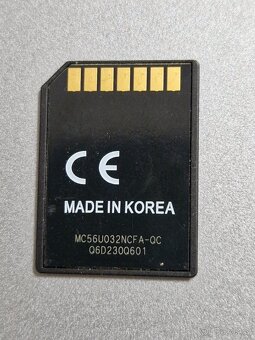 CE
MADE IN KOREA
MC56U032NCFA-QC
Q6D230Q601